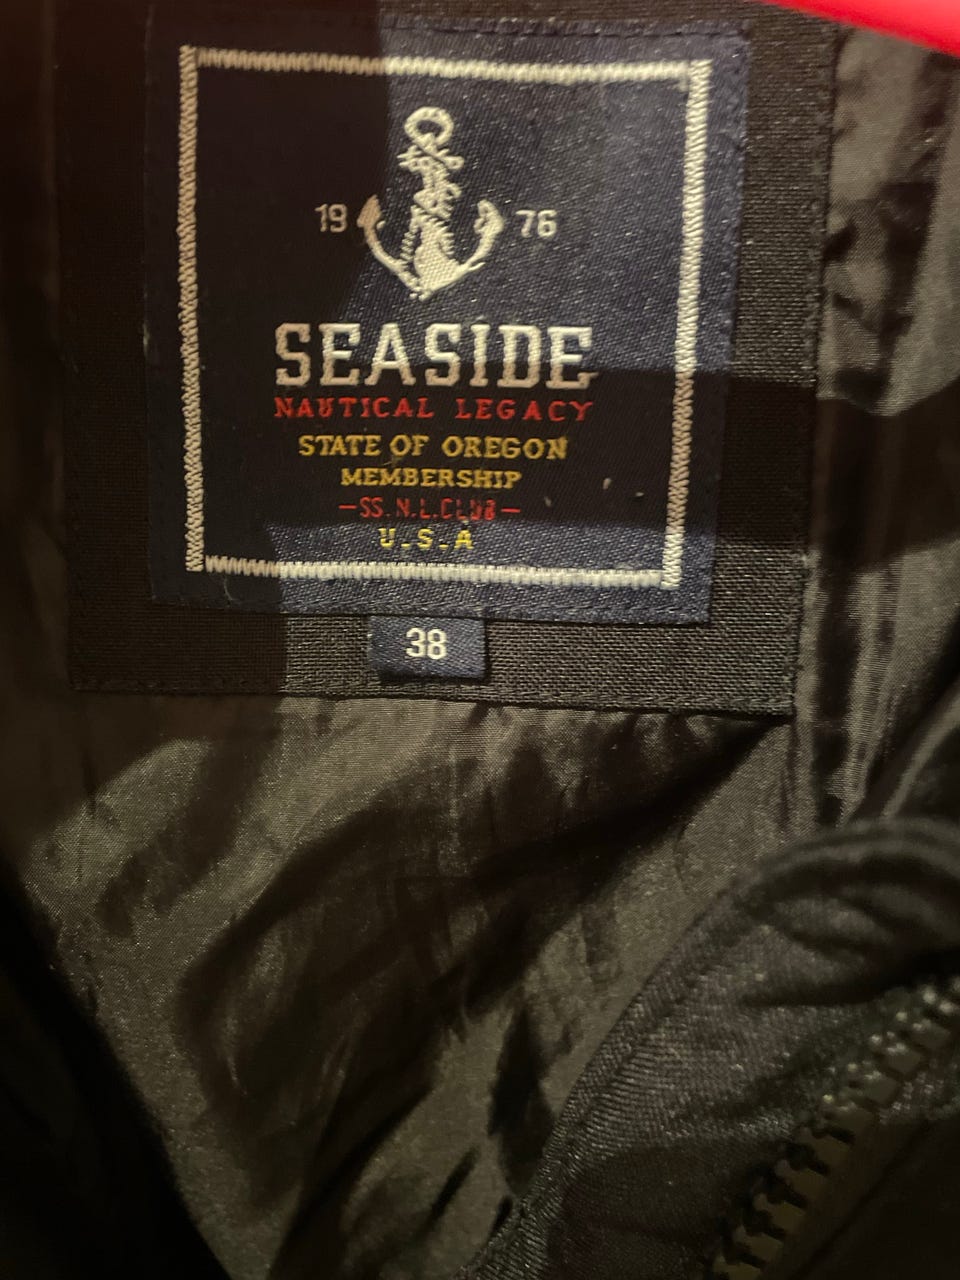 19 76
SEASIDE
NAUTICAL LEGACY
STATE OF OREGON
MEMBERSHIP
-SS.N.L.CLUB-
U.S.A
38